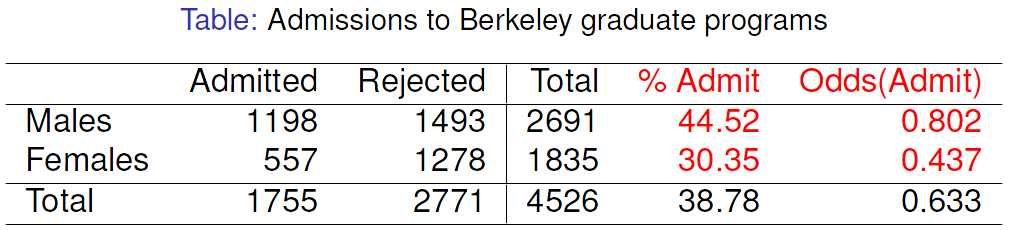 Table: Admissions to Berkeley graduate programs
Admitted Rejected Total % Admit Odds(Admit)
Males 1198 1493 2691 44.52 0.802
Females 557 1278 1835 30.35 0.437
Total 1755 2771 4526 38.78 0.633